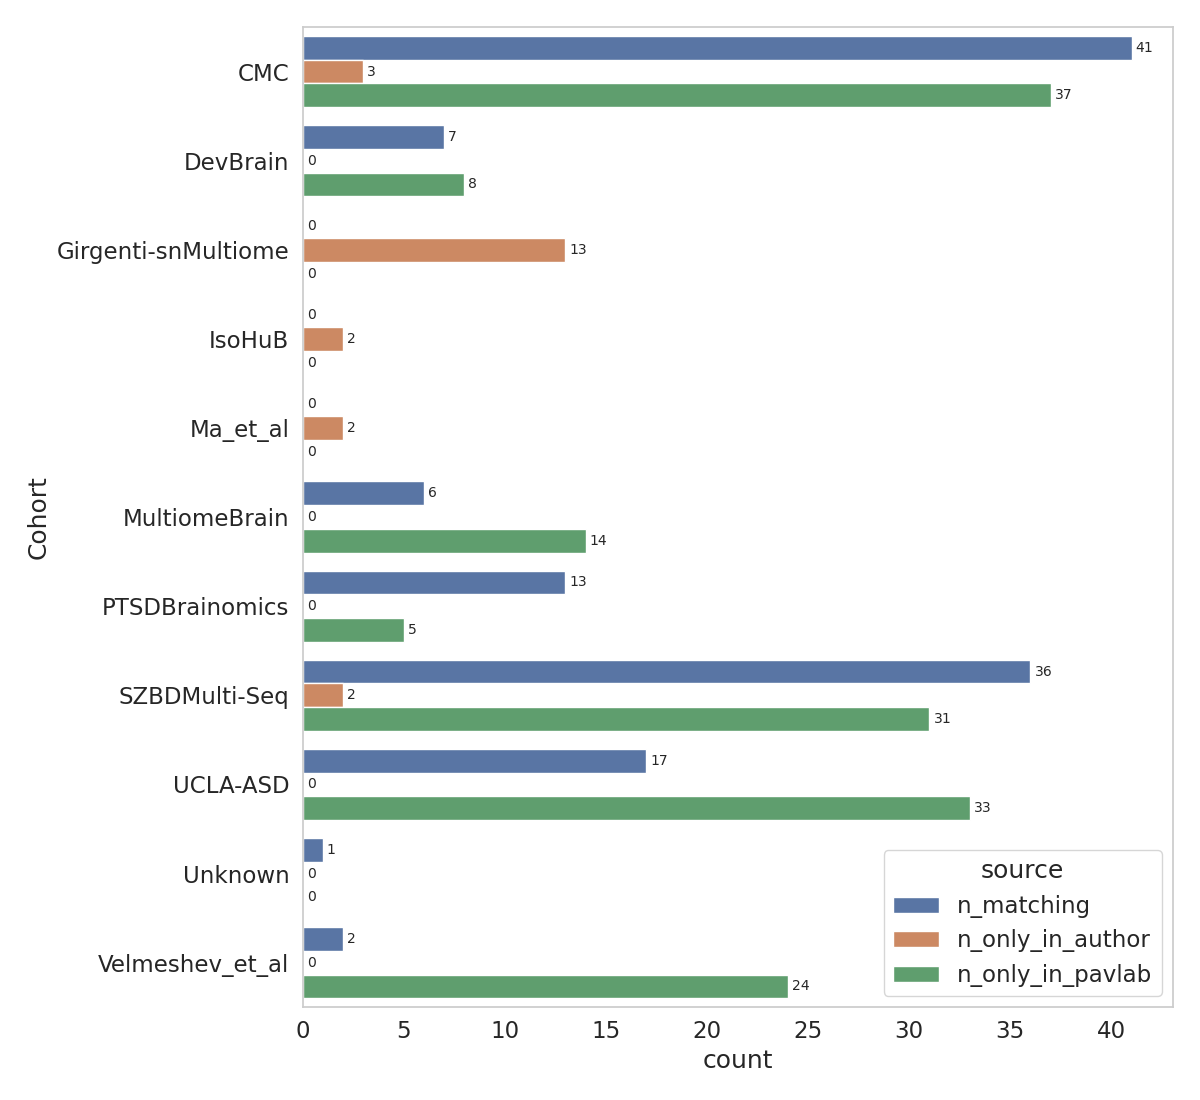 CMC
41
3
37
DevBrain
7
0
8
Girgenti-snMultiome
0
13
0
IsoHuB
0
2
0
Ma_et_al
0
2
0
MultiomeBrain
6
0
14
PTSDBrainomics
13
0
5
SZBDMulti-Seq
36
2
31
UCLA-ASD
17
0
33
Unknown
1
0
0
Velmeshev_et_al
2
0
24
Cohort
0 5 10 15 20 25 30 35 40
count
source
n_matching
n_only_in_author
n_only_in_pavlab